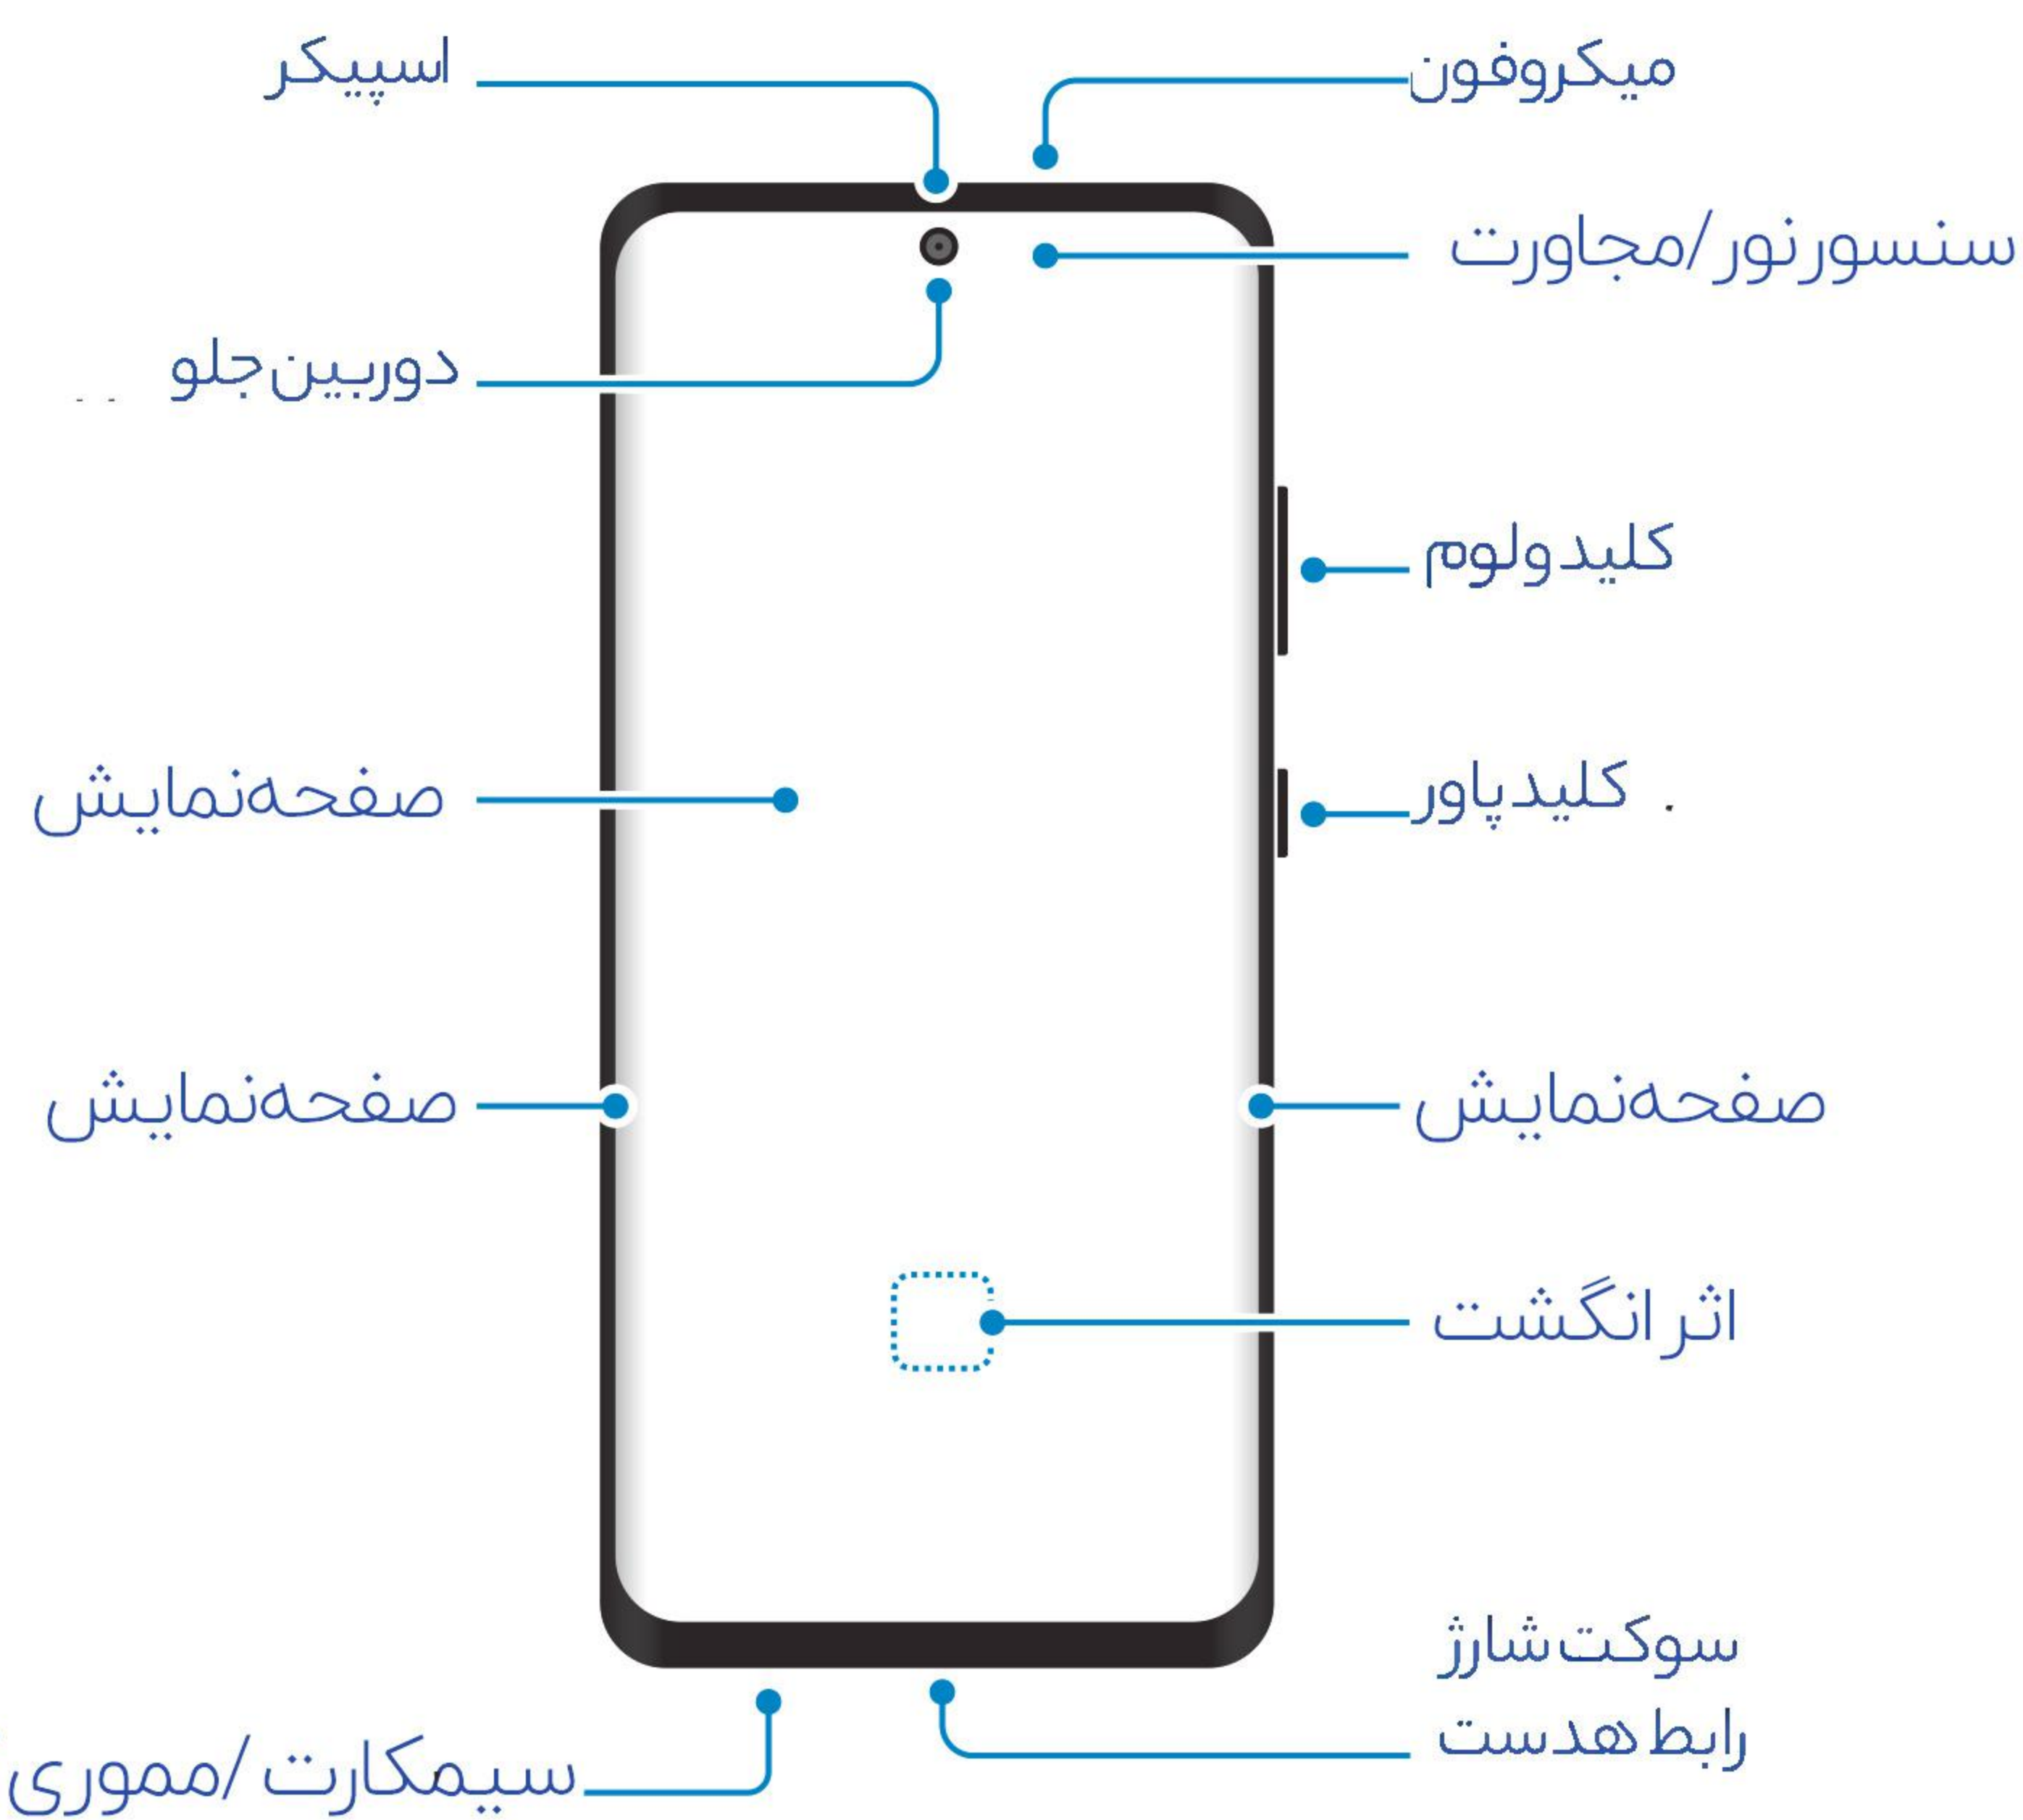 اسپیکر
میکروفون
سنسور نور/مجاورت
دوربین جلو
کلید ولوم
صفحه نمایش
کلید پاور
صفحه نمایش
صفحه نمایش
اثر انگشت
سوکت شارژ
رابط هدست
سیمکارت/مموری